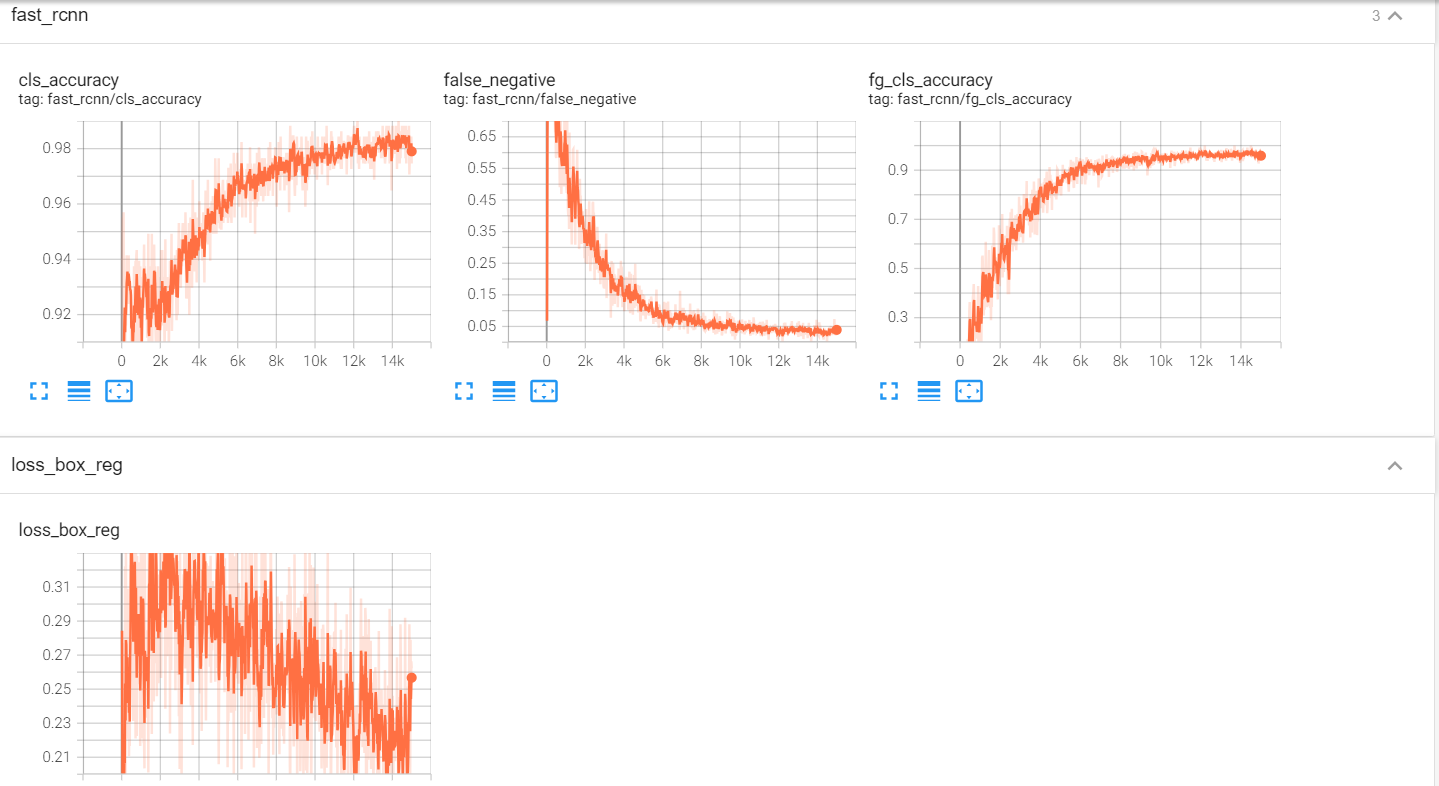 fast_rcnn 3
cls_accuracy
tag: fast_rcnn/cls_accuracy
0.98
0.96
0.94
0.92
0 2k 4k 6k 8k 10k 12k 14k
false_negative
tag: fast_rcnn/false_negative
0.65
0.55
0.45
0.35
0.25
0.15
0.05
0 2k 4k 6k 8k 10k 12k 14k
fg_cls_accuracy
tag: fast_rcnn/fg_cls_accuracy
0.9
0.7
0.5
0.3
0 2k 4k 6k 8k 10k 12k 14k
loss_box_reg
loss_box_reg
0.31
0.29
0.27
0.25
0.23
0.21